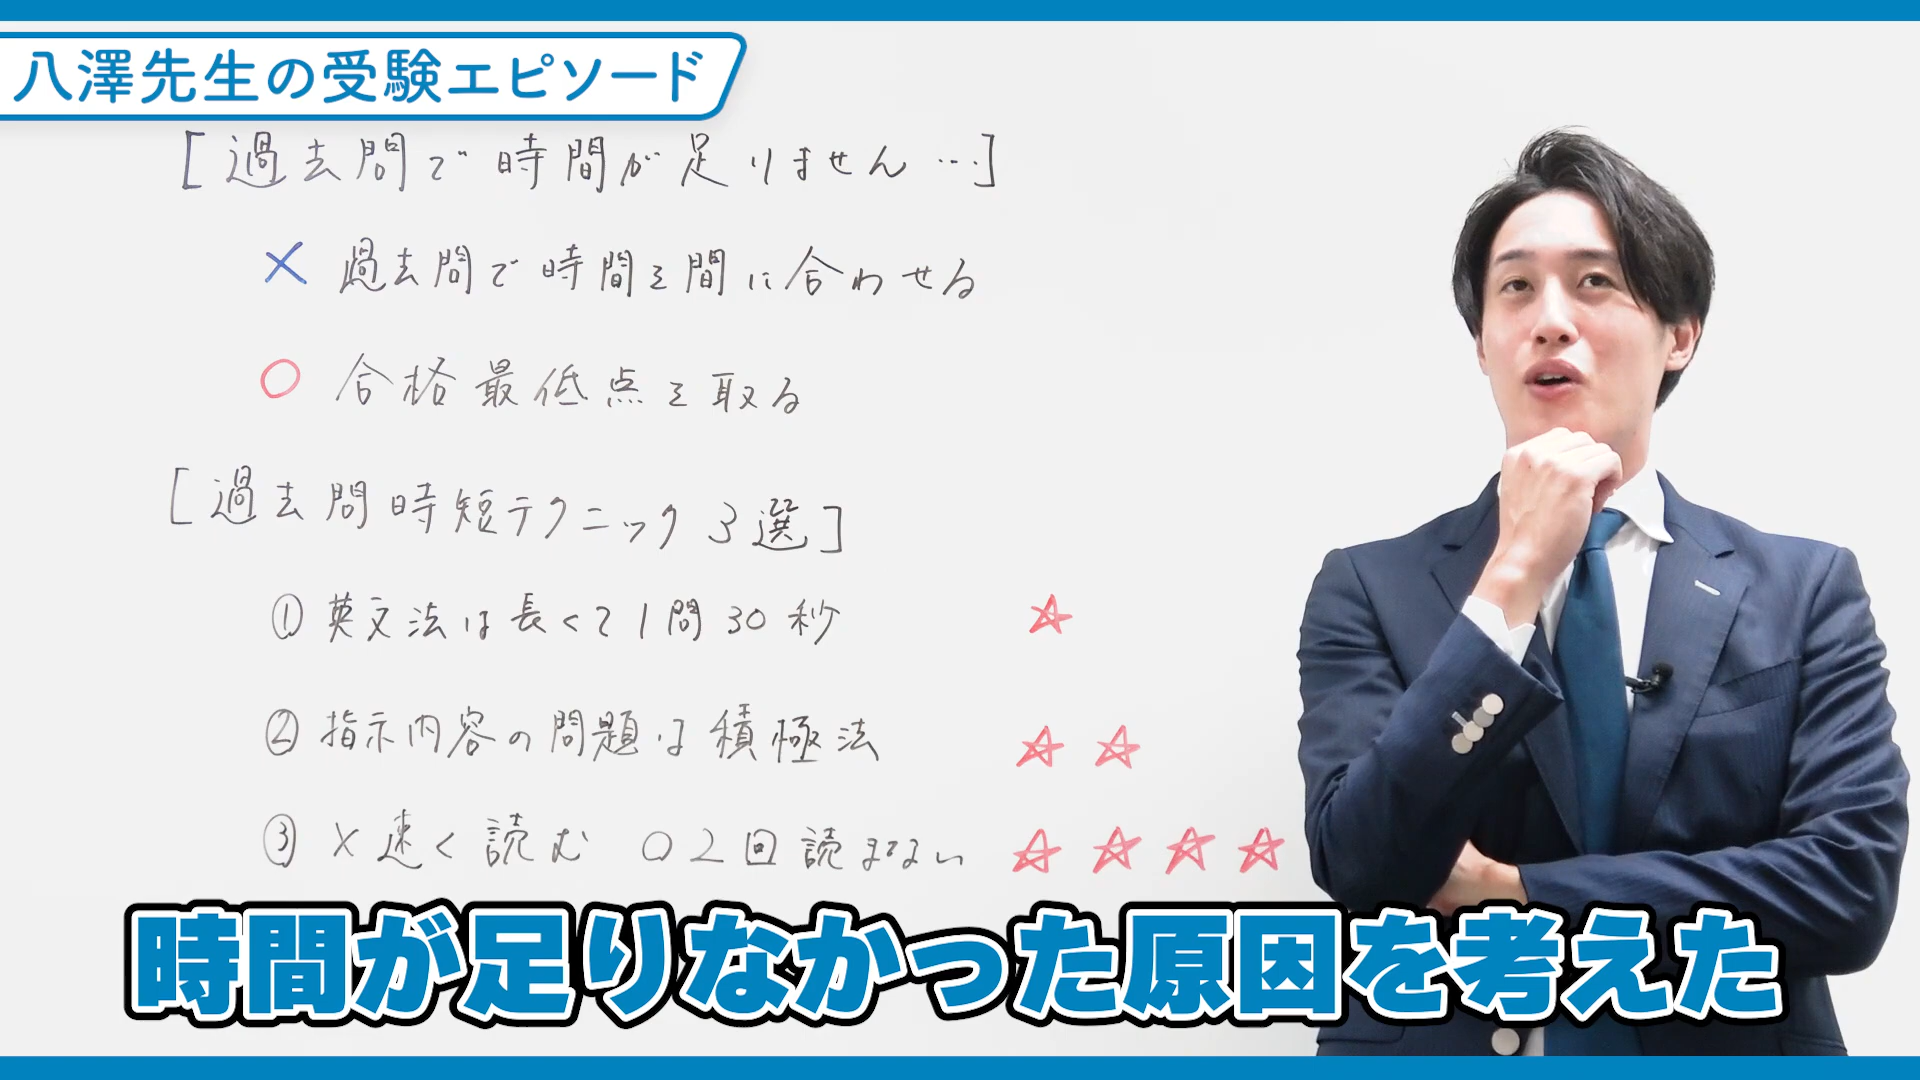 八澤先生の受験エピソード
[過去問で時間が足りません…]
× 過去問で時間を間に合わせる
○ 合格最低点を取る
[過去問時短テクニック3選]
① 英文法は長くて1問30秒 ☆
② 指示内容の問題は積極法 ☆☆
③ ×速く読む ○2回読まない ☆☆☆☆
時間が足りなかった原因を考えた